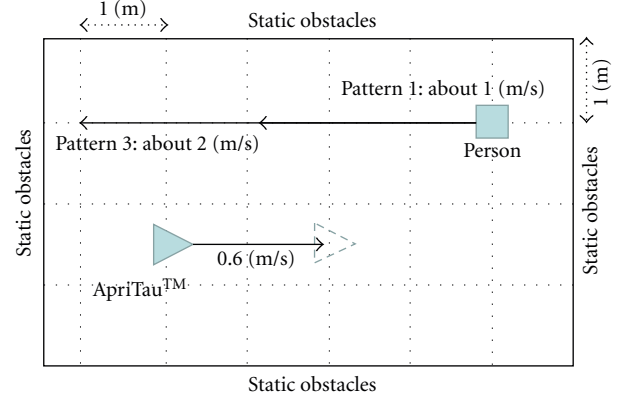 1 (m)
Static obstacles
1 (m)
Pattern 1: about 1 (m/s)
Pattern 3: about 2 (m/s)
Person
Static obstacles
Static obstacles
0.6 (m/s)
ApriTau™
Static obstacles